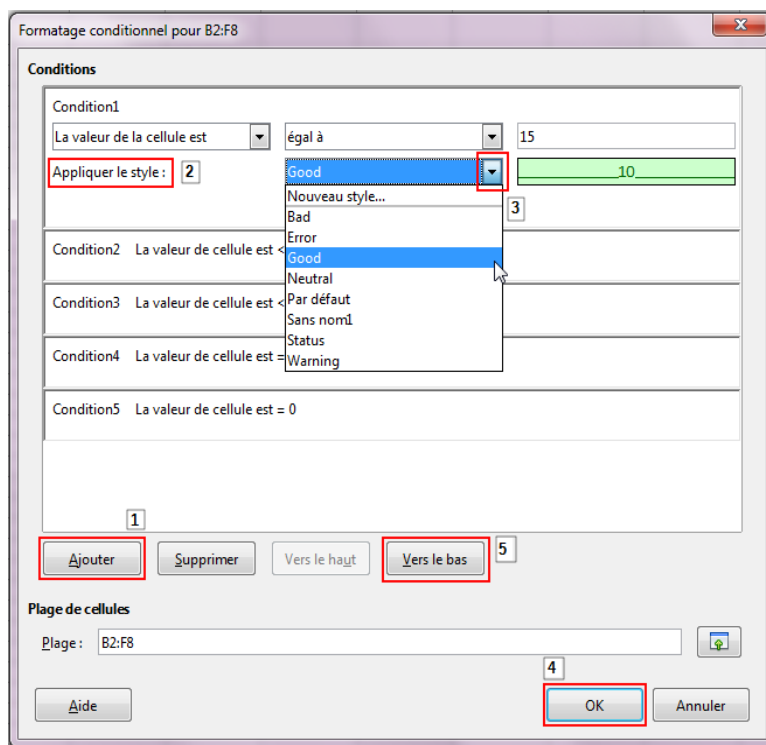 Formatage conditionnel pour B2:F8
Conditions
Condition1
La valeur de la cellule est égal à 15
Appliquer le style : 2 Good 10
Nouveau style... 3
Bad
Error
Condition2 La valeur de cellule est <
Good
Neutral
Condition3 La valeur de cellule est <
Par défaut
Sans nom1
Status
Condition4 La valeur de cellule est =
Warning
Condition5 La valeur de cellule est = 0
1
Ajouter Supprimer Vers le haut Vers le bas 5
Plage de cellules
Plage : B2:F8
4
Aide OK Annuler